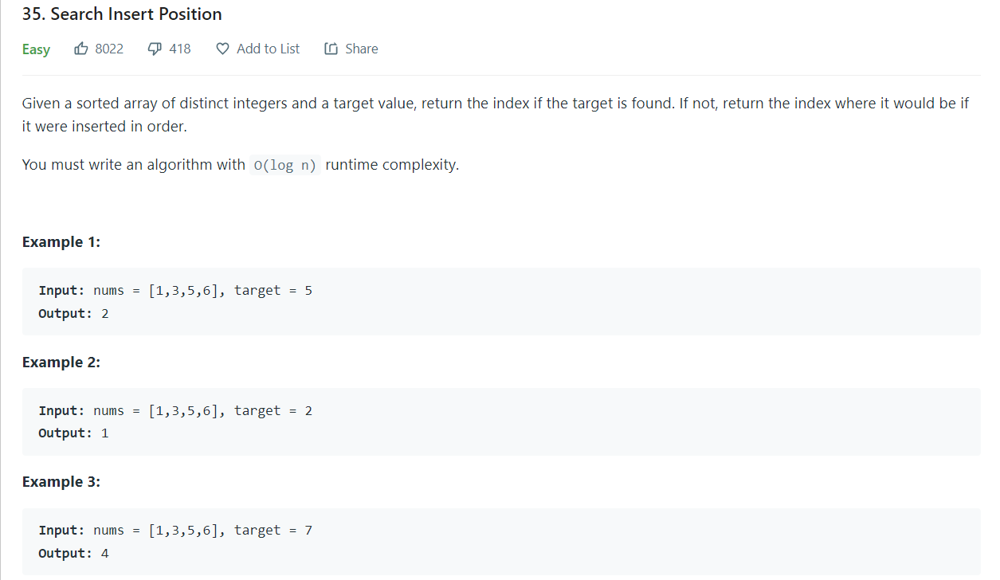 35. Search Insert Position
Easy 8022 418 Add to List Share
Given a sorted array of distinct integers and a target value, return the index if the target is found. If not, return the index where it would be if
it were inserted in order.
You must write an algorithm with O(log n) runtime complexity.
Example 1:
Input: nums = [1,3,5,6], target = 5
Output: 2
Example 2:
Input: nums = [1,3,5,6], target = 2
Output: 1
Example 3:
Input: nums = [1,3,5,6], target = 7
Output: 4